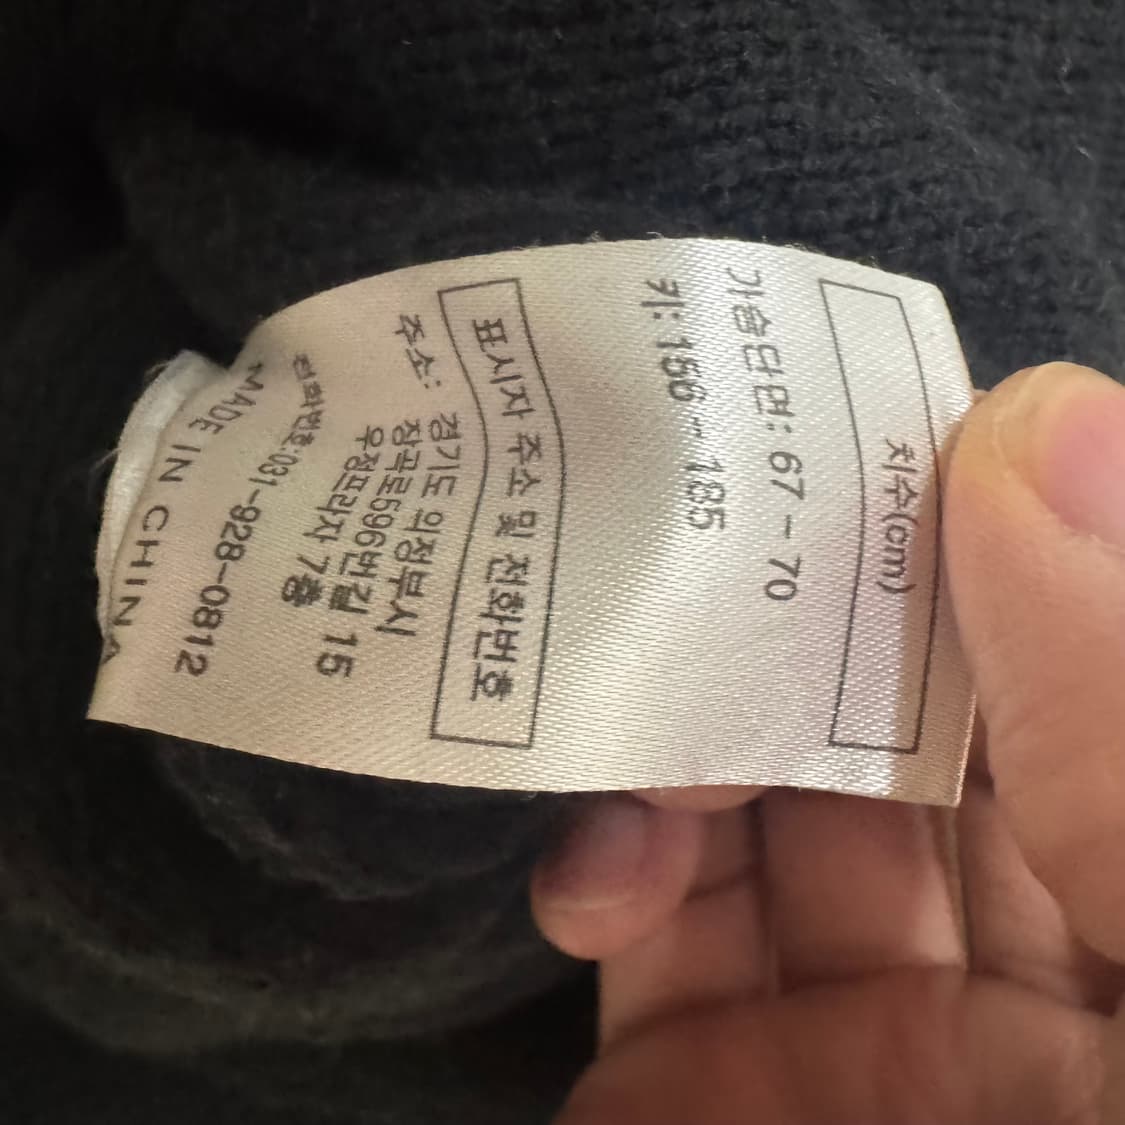 치수(cm)
가슴단면: 67 - 70
키: 156 - 185
표시자 주소 및 전화번호
주소: 경기도 의정부시
장곡로596번길 15
우정프라자 7층
전화번호:031-928-0812
MADE IN CHINA